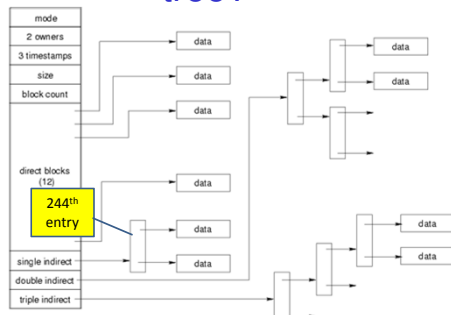 mode
2 owners
3 timestamps
size
block count
direct blocks
(12)
244th
entry
single indirect
double indirect
triple indirect
data
data
data
data
data
data
data
data
data
data